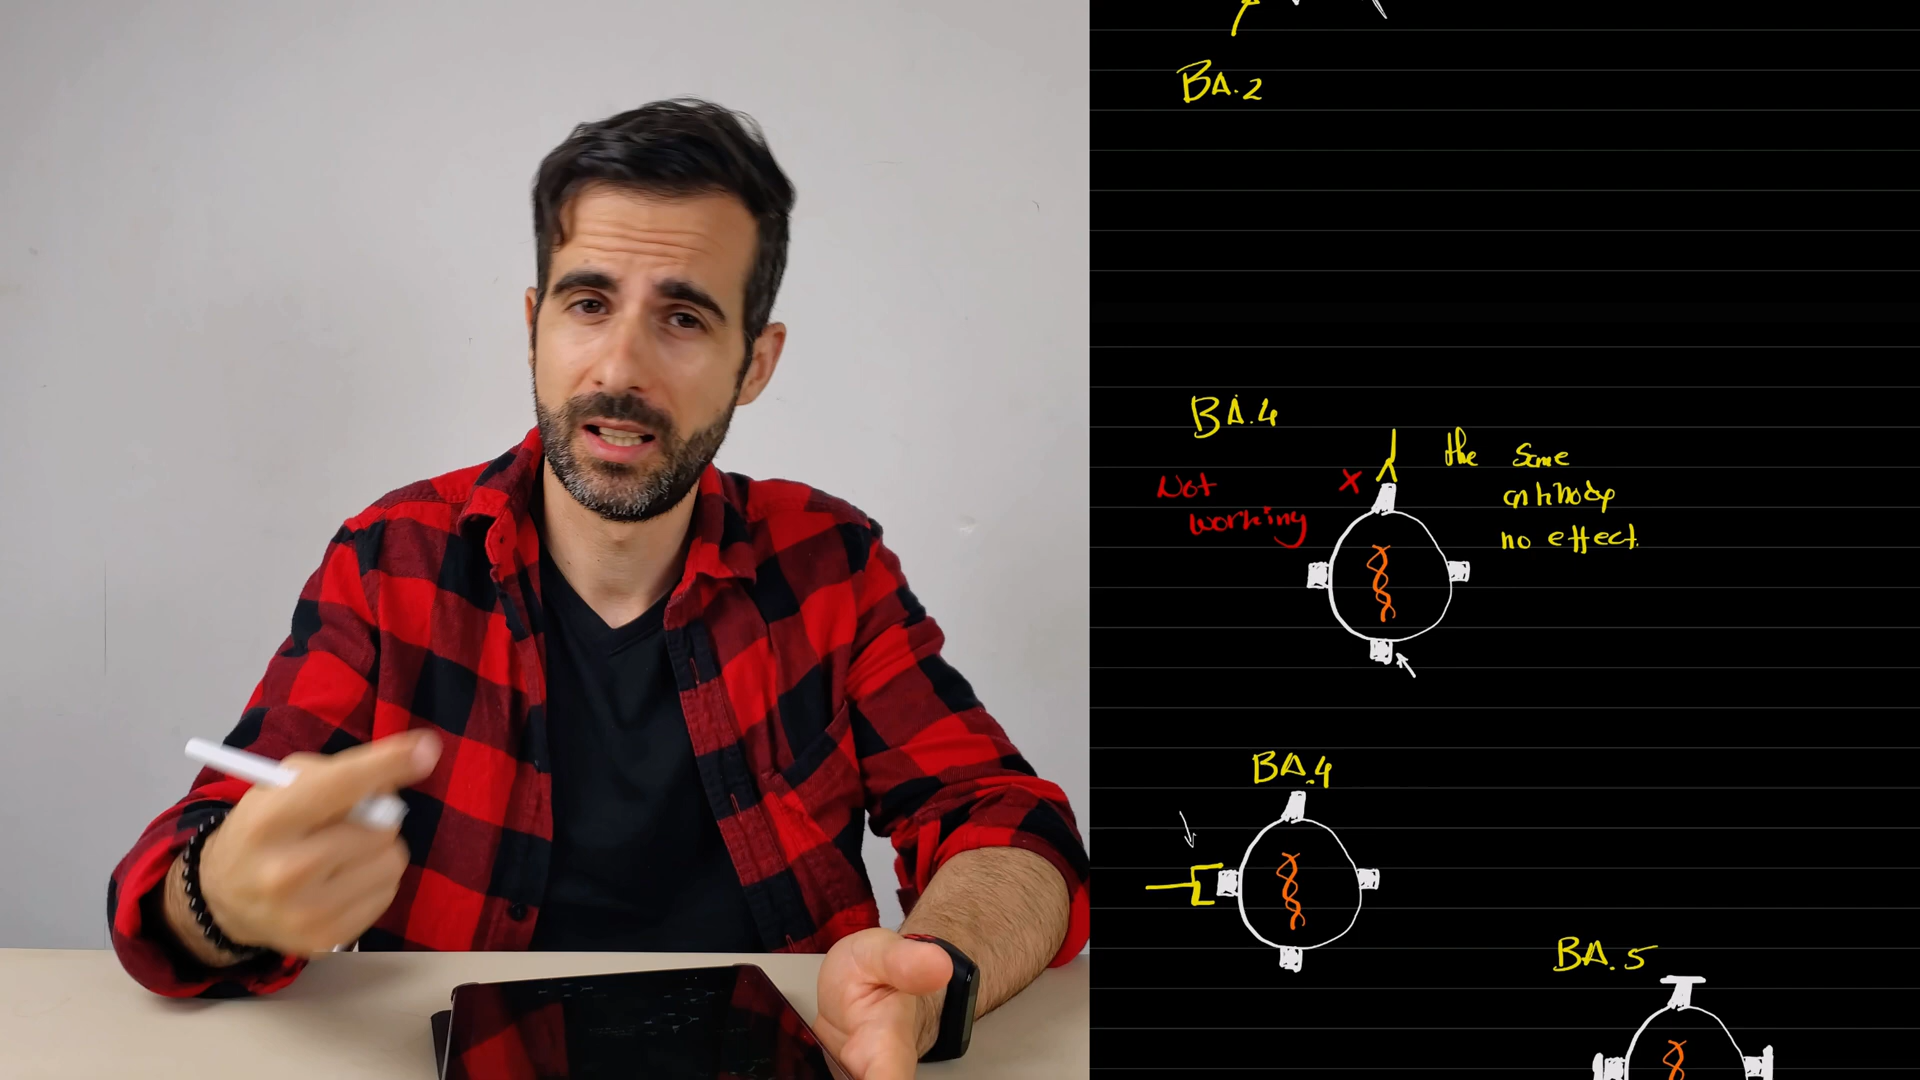 BA.2
BA.4
Not
working
x
the same
antibody
no effect.
BA.4
BA.5